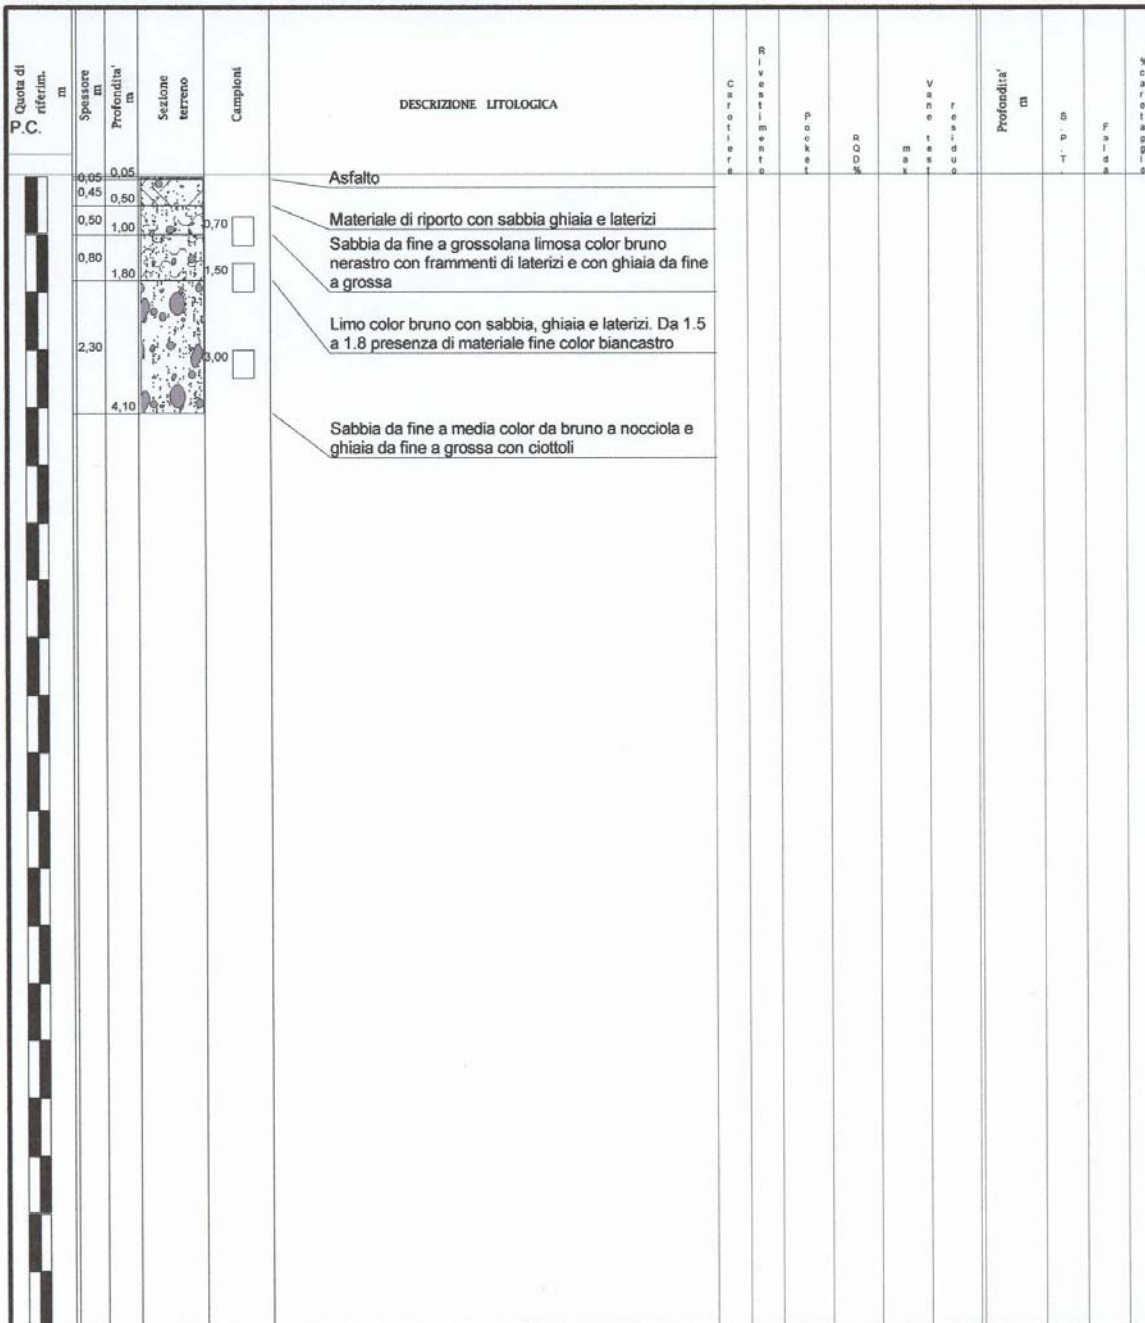 Quota di
riferim.
m
P.C.
Spessore
m
Profondita'
m
Sezione
terreno
Campioni
DESCRIZIONE LITOLOGICA
Carotiere
Rivestimento
Pocket
RQD%
max
Vane test
residuo
Profondita'
m
S.P.T.
Falda
%carotaggio
0,05 0,05
Asfalto
0,45 0,50
Materiale di riporto con sabbia ghiaia e laterizi
0,50 1,00 0,70
Sabbia da fine a grossolana limosa color bruno
nerastro con frammenti di laterizi e con ghiaia da fine
a grossa
0,80 1,80 1,50
Limo color bruno con sabbia, ghiaia e laterizi. Da 1.5
a 1.8 presenza di materiale fine color biancastro
2,30 4,10 3,00
Sabbia da fine a media color da bruno a nocciola e
ghiaia da fine a grossa con ciottoli